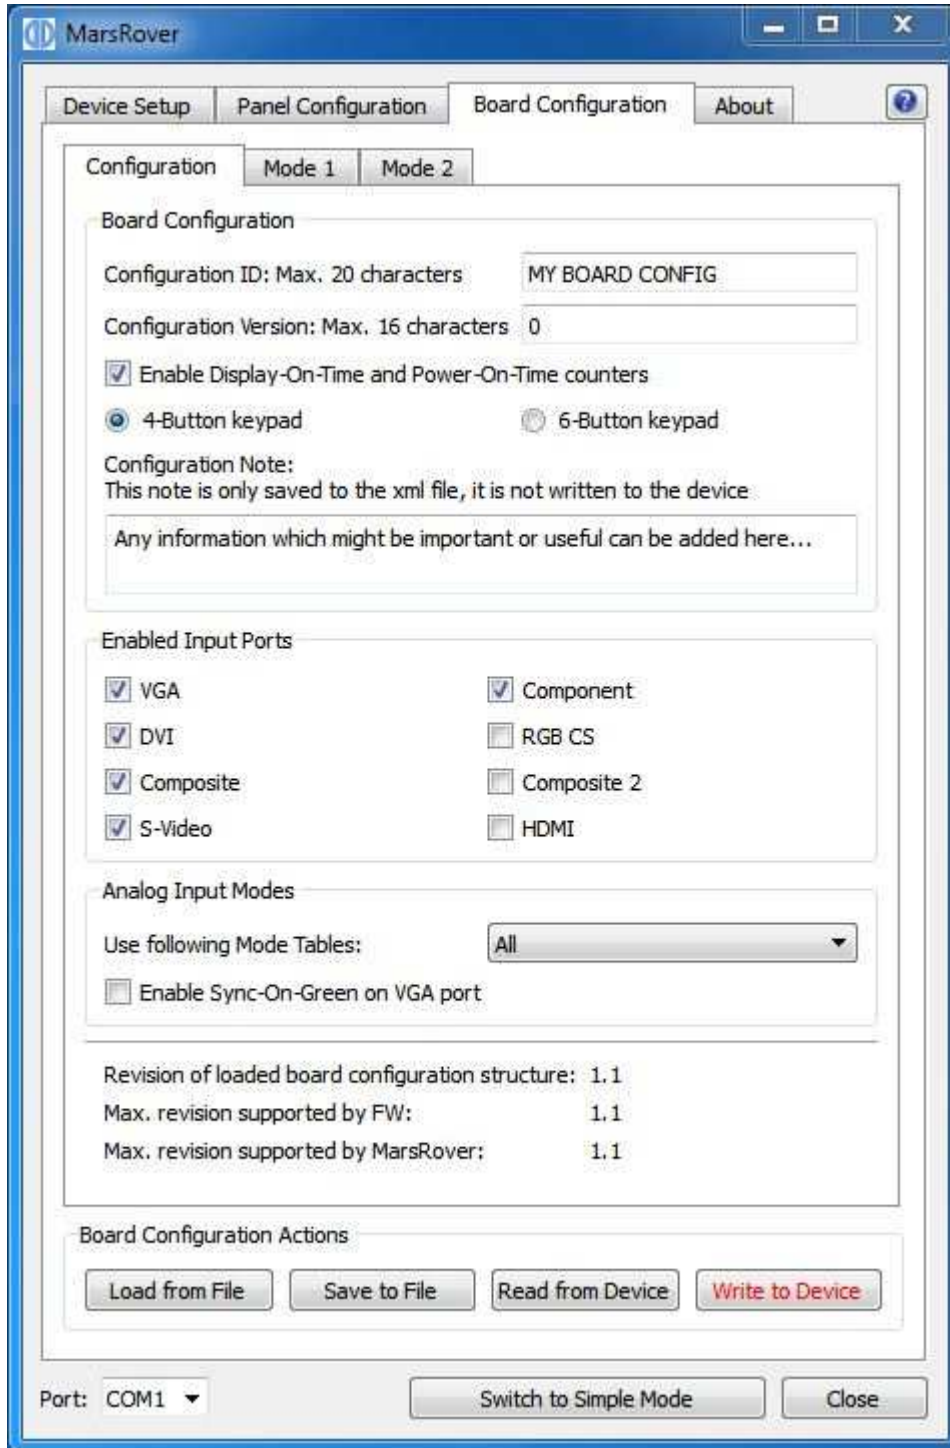 MarsRover
Device Setup Panel Configuration Board Configuration About ?
Configuration Mode 1 Mode 2
Board Configuration
Configuration ID: Max. 20 characters MY BOARD CONFIG
Configuration Version: Max. 16 characters 0
Enable Display-On-Time and Power-On-Time counters
4-Button keypad 6-Button keypad
Configuration Note:
This note is only saved to the xml file, it is not written to the device
Any information which might be important or useful can be added here...
Enabled Input Ports
VGA Component
DVI RGB CS
Composite Composite 2
S-Video HDMI
Analog Input Modes
Use following Mode Tables: All
Enable Sync-On-Green on VGA port
Revision of loaded board configuration structure: 1.1
Max. revision supported by FW: 1.1
Max. revision supported by MarsRover: 1.1
Board Configuration Actions
Load from File Save to File Read from Device Write to Device
Port: COM1 Switch to Simple Mode Close